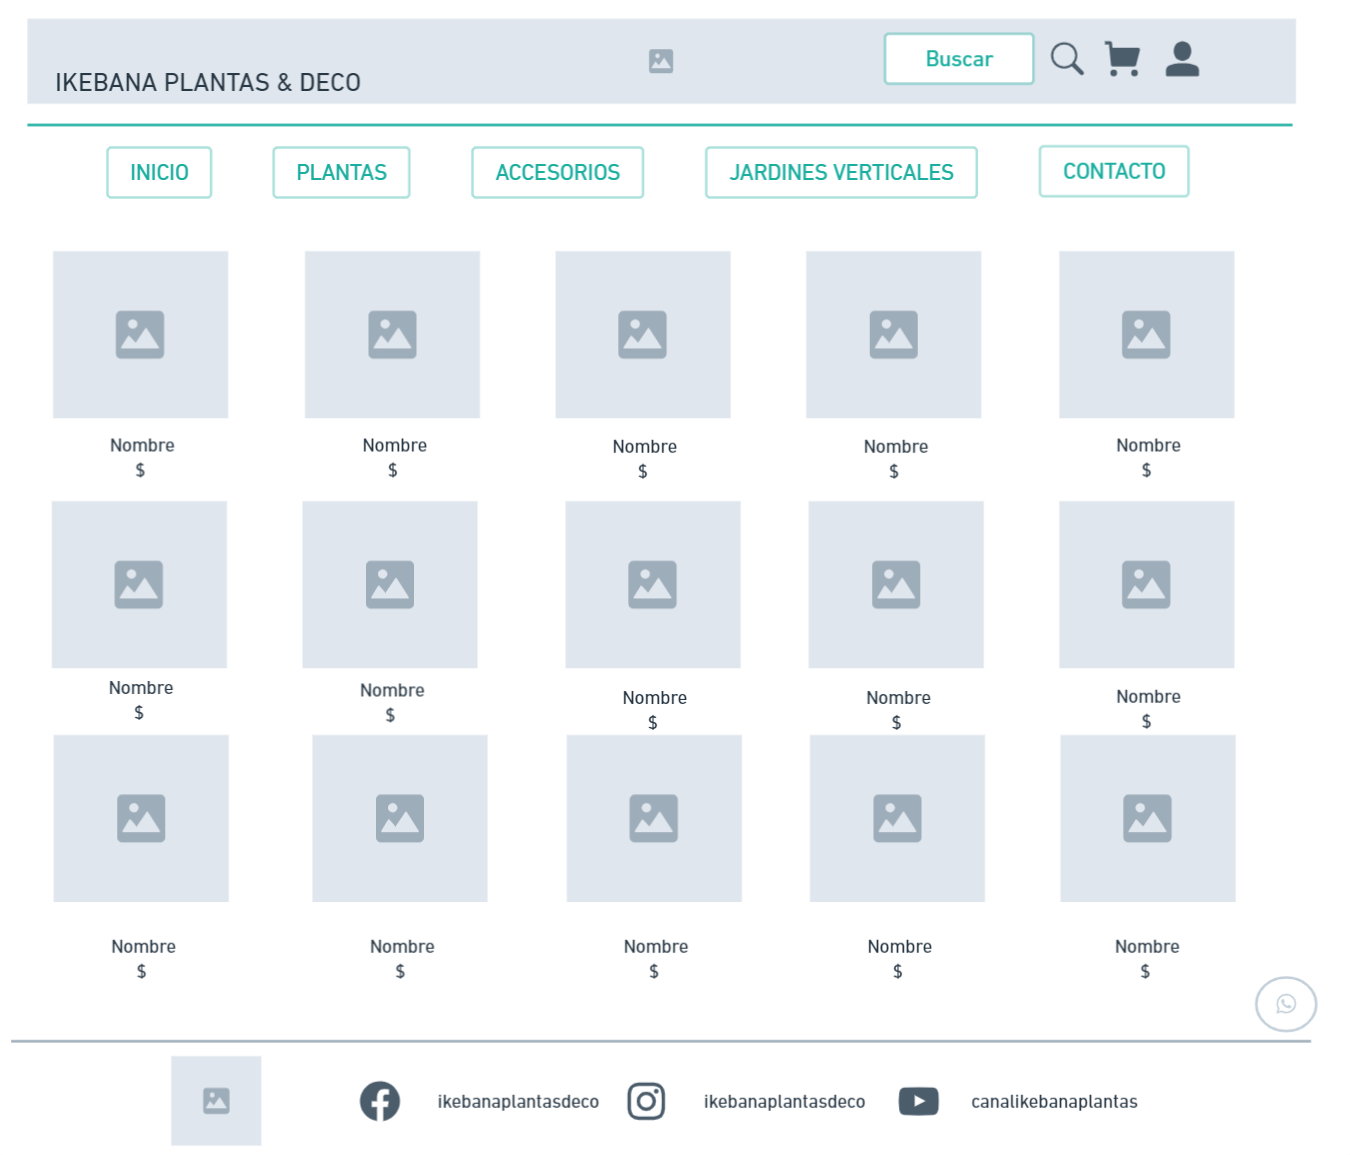 IKEBANA PLANTAS & DECO
Buscar
INICIO
PLANTAS
ACCESORIOS
JARDINES VERTICALES
CONTACTO
Nombre
$
Nombre
$
Nombre
$
Nombre
$
Nombre
$
Nombre
$
Nombre
$
Nombre
$
Nombre
$
Nombre
$
Nombre
$
Nombre
$
Nombre
$
Nombre
$
Nombre
$
ikebanaplantasdeco
ikebanaplantasdeco
canalikebanaplantas